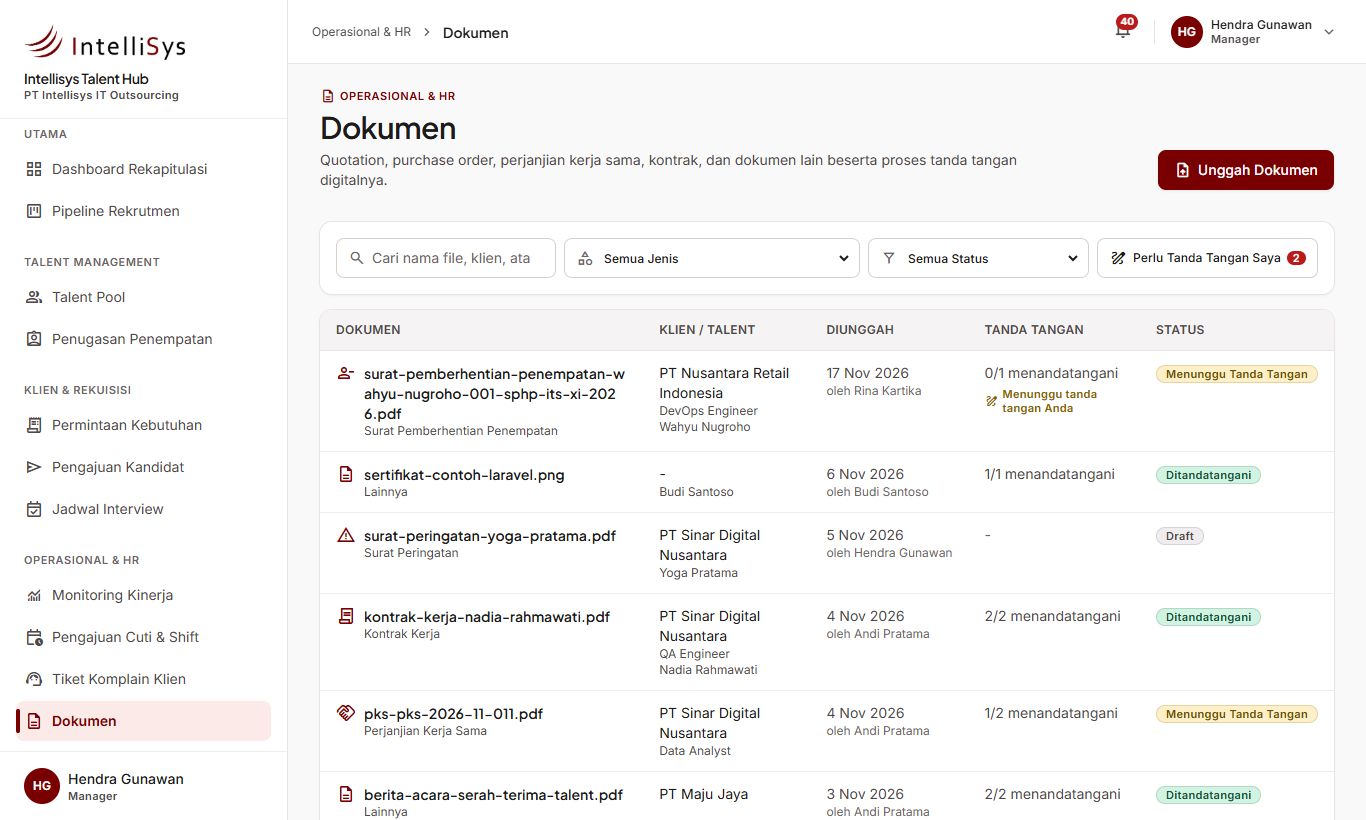 IntelliSys
Intellisys Talent Hub
PT Intellisys IT Outsourcing
UTAMA
Dashboard Rekapitulasi
Pipeline Rekrutmen
TALENT MANAGEMENT
Talent Pool
Penugasan Penempatan
KLIEN & REKUISISI
Permintaan Kebutuhan
Pengajuan Kandidat
Jadwal Interview
OPERASIONAL & HR
Monitoring Kinerja
Pengajuan Cuti & Shift
Tiket Komplain Klien
Dokumen
HG
Hendra Gunawan
Manager
Operasional & HR > Dokumen
40
HG
Hendra Gunawan
Manager
OPERASIONAL & HR
Dokumen
Quotation, purchase order, perjanjian kerja sama, kontrak, dan dokumen lain beserta proses tanda tangan
digitalnya.
Unggah Dokumen
Cari nama file, klien, ata
Semua Jenis
Semua Status
Perlu Tanda Tangan Saya 2
DOKUMEN KLIEN / TALENT DIUNGGAH TANDA TANGAN STATUS
surat-pemberhentian-penempatan-w
ahyu-nugroho-001-sphp-its-xi-202
6.pdf
Surat Pemberhentian Penempatan
PT Nusantara Retail
Indonesia
DevOps Engineer
Wahyu Nugroho
17 Nov 2026
oleh Rina Kartika
0/1 menandatangani
Menunggu tanda
tangan Anda
Menunggu Tanda Tangan
sertifikat-contoh-laravel.png
Lainnya
-
Budi Santoso
6 Nov 2026
oleh Budi Santoso
1/1 menandatangani
Ditandatangani
surat-peringatan-yoga-pratama.pdf
Surat Peringatan
PT Sinar Digital
Nusantara
Yoga Pratama
5 Nov 2026
oleh Hendra Gunawan
-
Draft
kontrak-kerja-nadia-rahmawati.pdf
Kontrak Kerja
PT Sinar Digital
Nusantara
QA Engineer
Nadia Rahmawati
4 Nov 2026
oleh Andi Pratama
2/2 menandatangani
Ditandatangani
pks-pks-2026-11-011.pdf
Perjanjian Kerja Sama
PT Sinar Digital
Nusantara
Data Analyst
4 Nov 2026
oleh Andi Pratama
1/2 menandatangani
Menunggu Tanda Tangan
berita-acara-serah-terima-talent.pdf
Lainnya
PT Maju Jaya
3 Nov 2026
oleh Andi Pratama
2/2 menandatangani
Ditandatangani